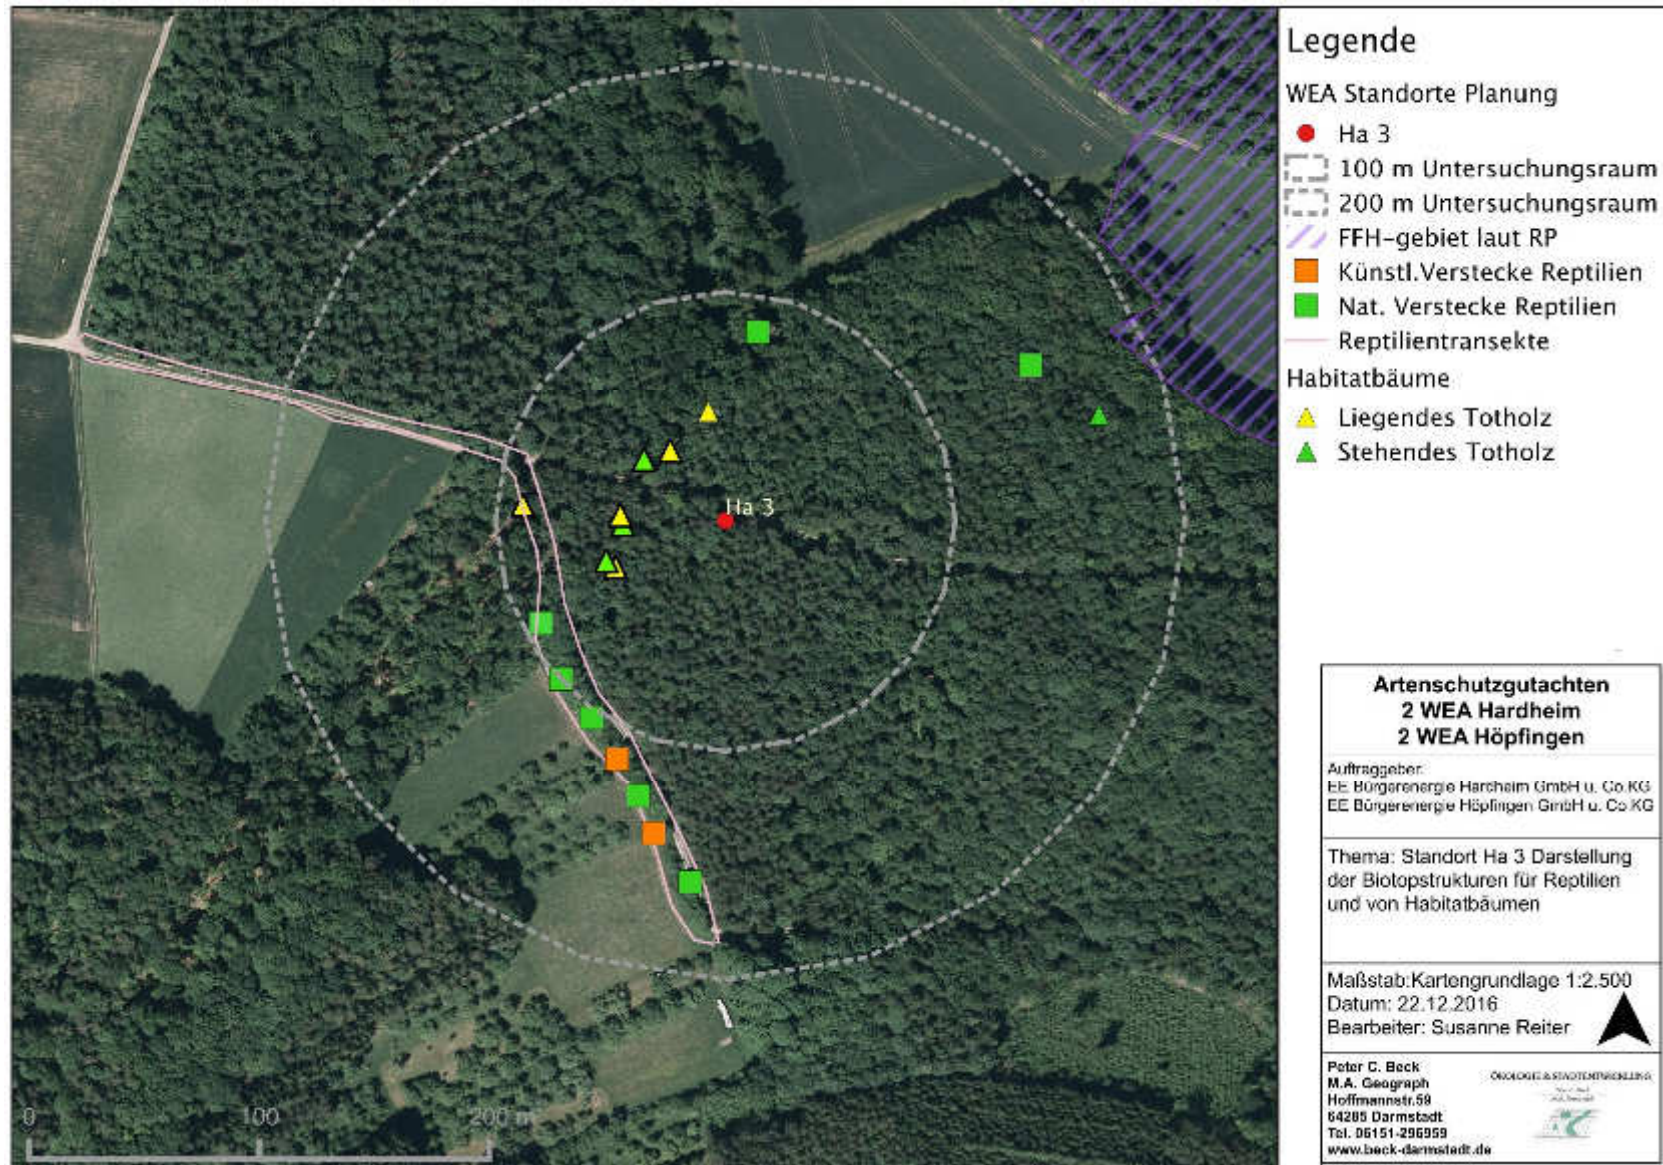 Legende
WEA Standorte Planung
Ha 3
100 m Untersuchungsraum
200 m Untersuchungsraum
FFH-gebiet laut RP
Künstl.Verstecke Reptilien
Nat. Verstecke Reptilien
Reptilientransekte
Habitatbäume
Liegendes Totholz
Stehendes Totholz
Ha 3
0 100 200 m
Artenschutzgutachten
2 WEA Hardheim
2 WEA Höpfingen
Auftraggeber:
EE Bürgerenergie Hardheim GmbH u. Co.KG
EE Bürgerenergie Höpfingen GmbH u. Co.KG
Thema: Standort Ha 3 Darstellung
der Biotopstrukturen für Reptilien
und von Habitatbäumen
Maßstab:Kartengrundlage 1:2.500
Datum: 22.12.2016
Bearbeiter: Susanne Reiter
Peter C. Beck
M.A. Geograph
Hoffmannstr.59
64285 Darmstadt
Tel. 06151-296959
www.beck-darmstadt.de
ÖKOLOGIE & STADTENTWICKLUNG